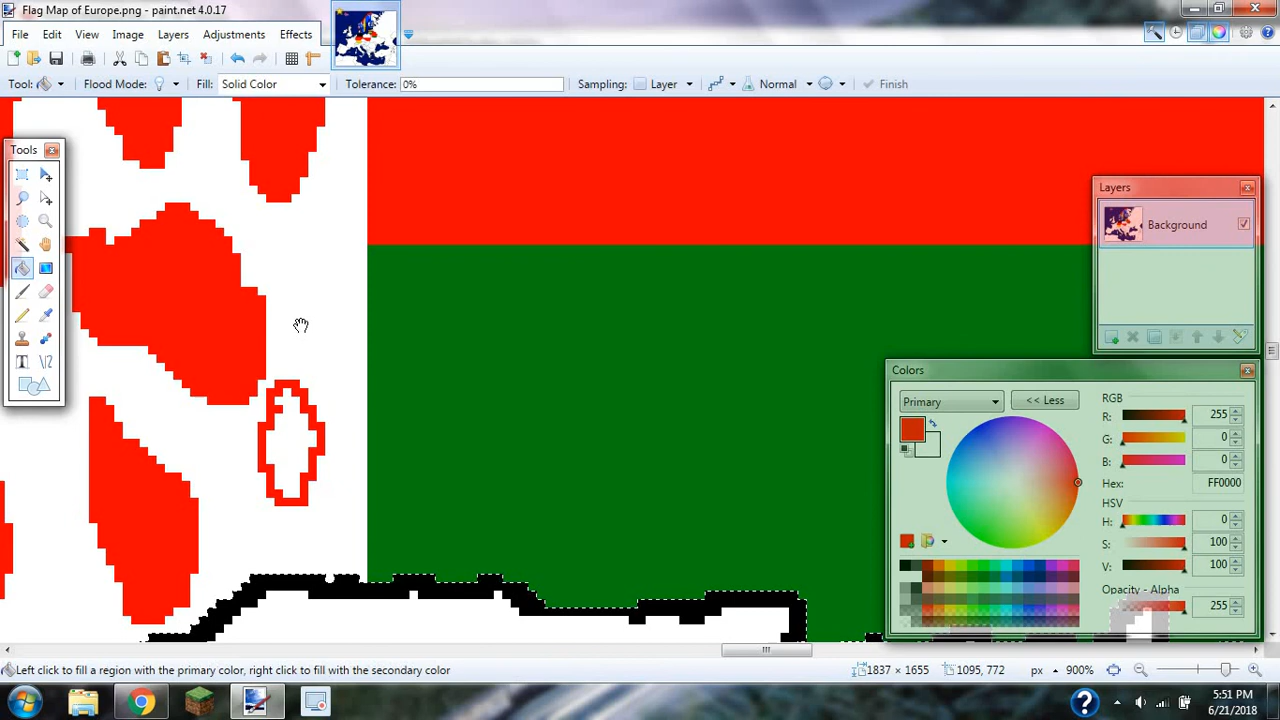 Flag Map of Europe.png - paint.net 4.0.17
File Edit View Image Layers Adjustments Effects
Tool: Flood Mode: Fill: Solid Color Tolerance: 0% Sampling: Layer Normal Finish
Tools
Layers
Background
Colors
Primary
<< Less
RGB
R: 255
G: 0
B: 0
Hex: FF0000
HSV
H: 0
S: 100
V: 100
Opacity - Alpha
255
Left click to fill a region with the primary color, right click to fill with the secondary color
1837 × 1655 1095, 772 px 900%
5:51 PM
6/21/2018